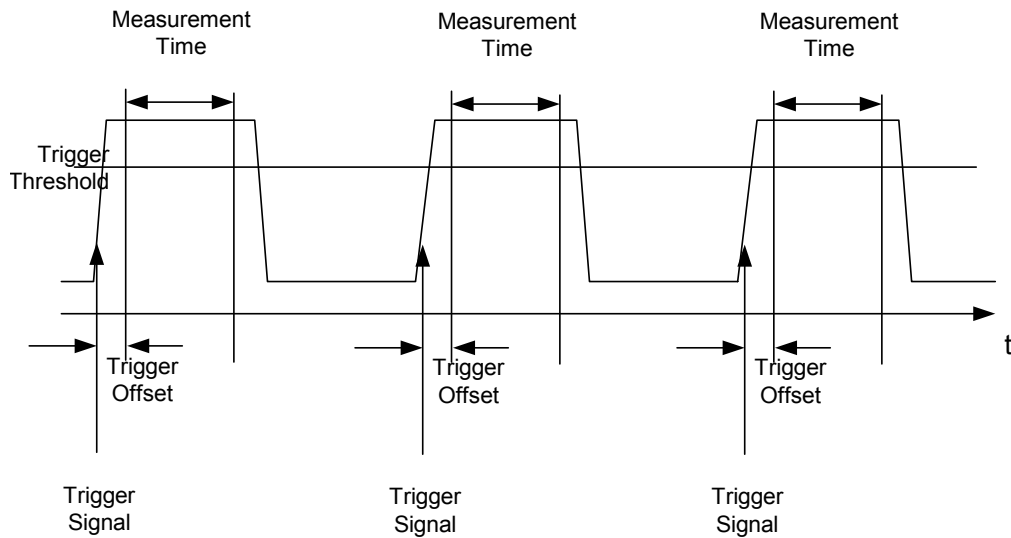 Measurement
Time
Measurement
Time
Measurement
Time
Trigger
Threshold
t
Trigger
Offset
Trigger
Offset
Trigger
Offset
Trigger
Signal
Trigger
Signal
Trigger
Signal